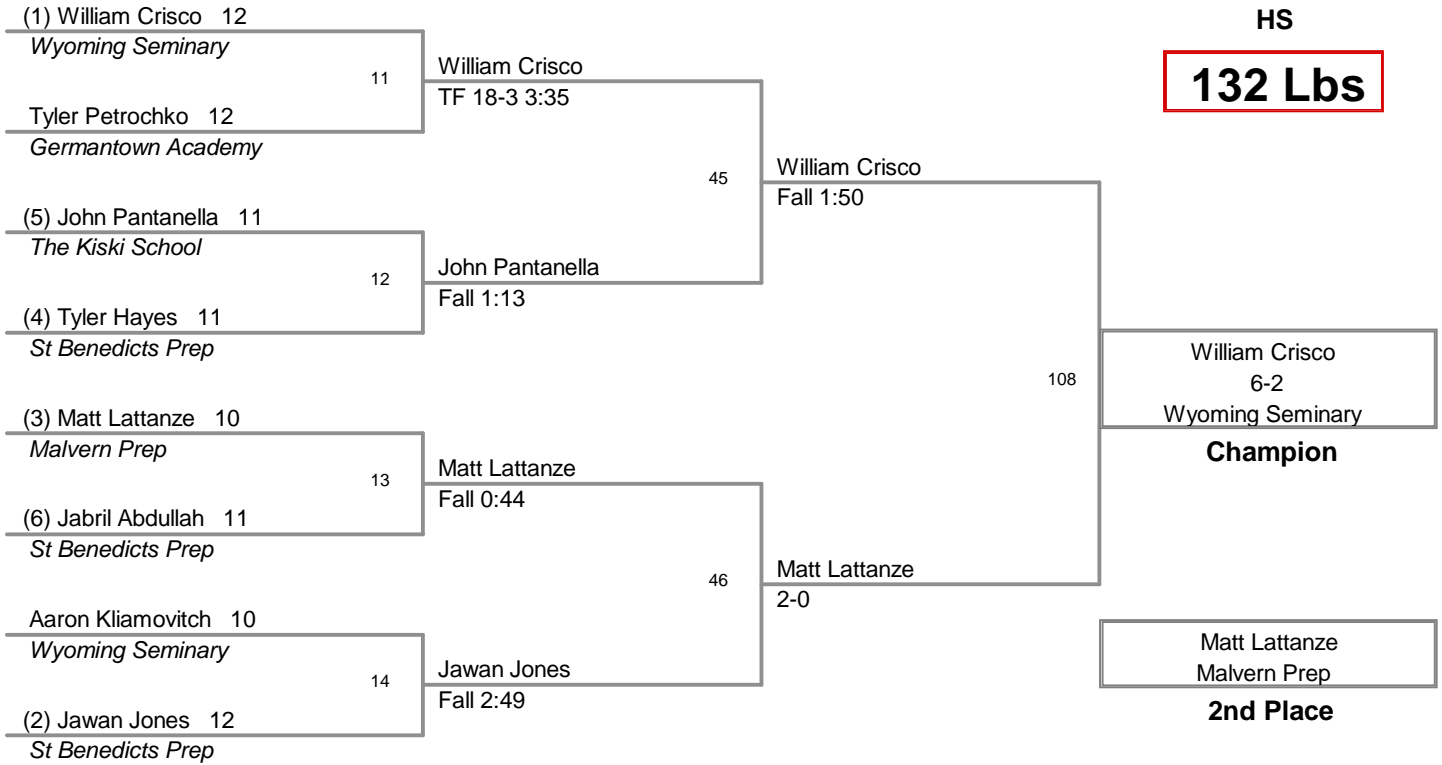 (1) William Crisco 12
Wyoming Seminary
11
Tyler Petrochko 12
Germantown Academy
William Crisco
TF 18-3 3:35
(5) John Pantanella 11
The Kiski School
12
(4) Tyler Hayes 11
St Benedicts Prep
John Pantanella
Fall 1:13
45
William Crisco
Fall 1:50
(3) Matt Lattanze 10
Malvern Prep
13
(6) Jabril Abdullah 11
St Benedicts Prep
Matt Lattanze
Fall 0:44
Aaron Kliamovitch 10
Wyoming Seminary
14
(2) Jawan Jones 12
St Benedicts Prep
Jawan Jones
Fall 2:49
46
Matt Lattanze
2-0
108
HS
132 Lbs
William Crisco
6-2
Wyoming Seminary
Champion
Matt Lattanze
Malvern Prep
2nd Place